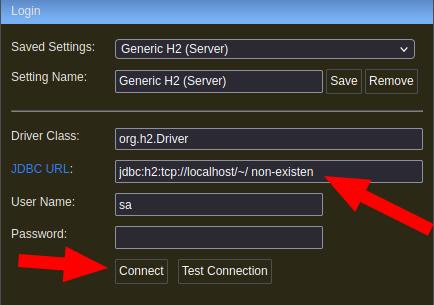 Login
Saved Settings: Generic H2 (Server)
Setting Name: Generic H2 (Server) Save Remove
Driver Class: org.h2.Driver
JDBC URL: jdbc:h2:tcp://localhost/~/ non-existen
User Name: sa
Password:
Connect Test Connection